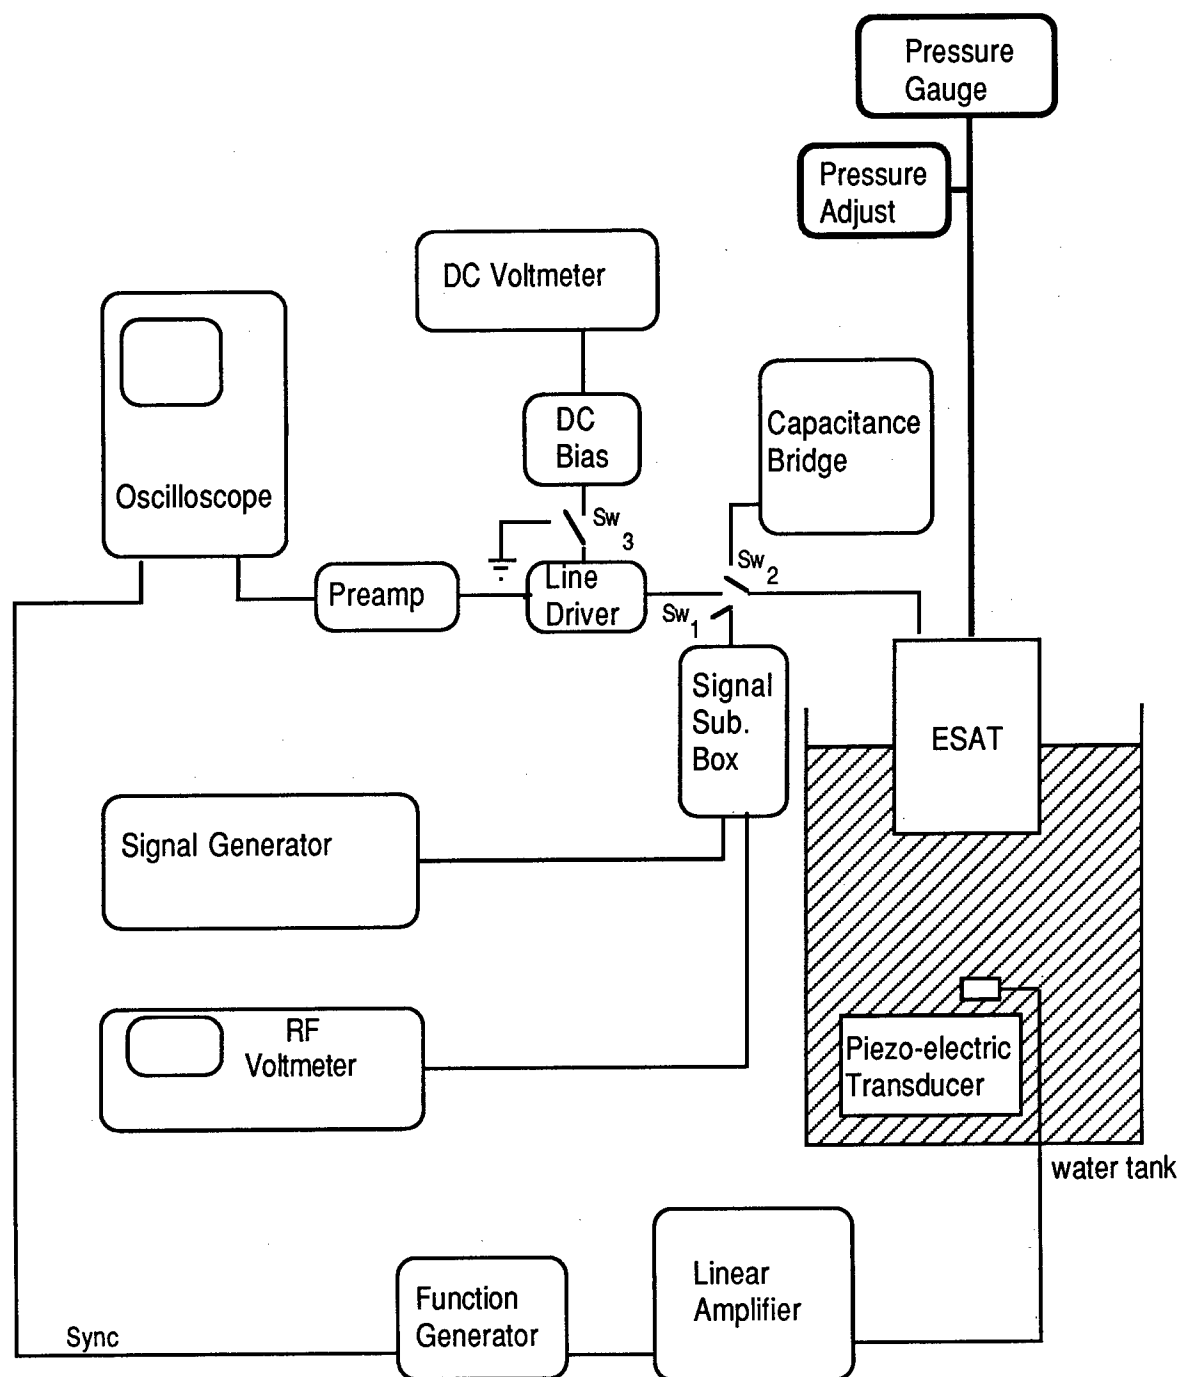 Pressure
Gauge
Pressure
Adjust
DC Voltmeter
DC
Bias
Capacitance
Bridge
Oscilloscope
Sw
3
Sw
2
Preamp
Line
Driver
Sw
1
Signal
Sub.
Box
ESAT
Signal Generator
RF
Voltmeter
Piezo-electric
Transducer
water tank
Linear
Amplifier
Function
Generator
Sync